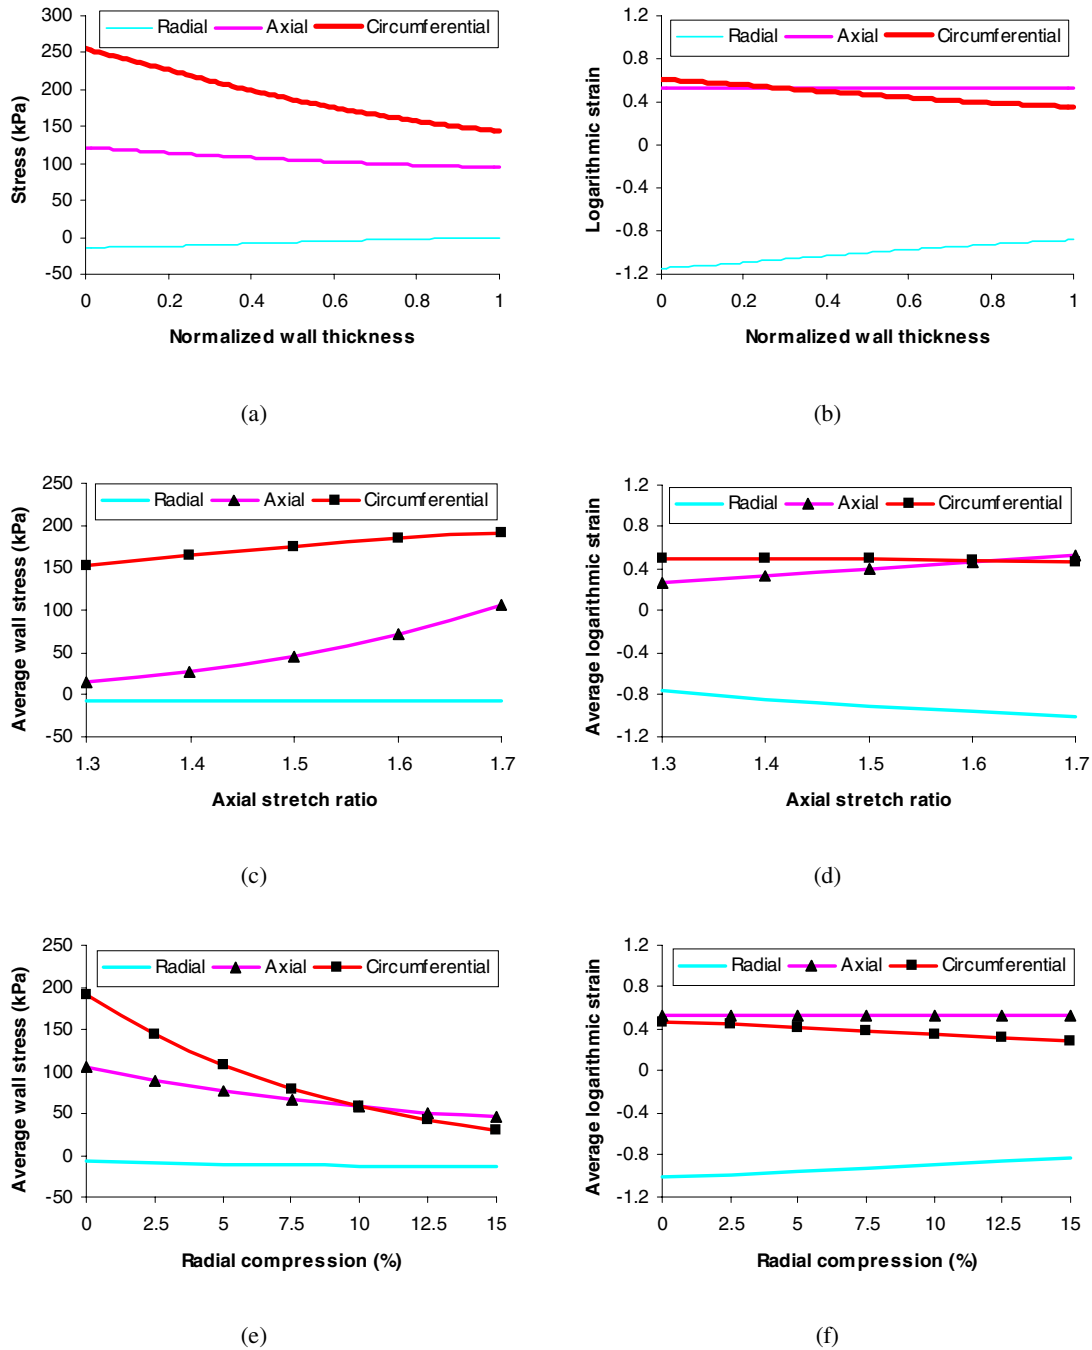 Radial Axial Circumferential
300
250
200
150
100
50
0
-50
Stress (kPa)
0 0.2 0.4 0.6 0.8 1
Normalized wall thickness
(a)
Radial Axial Circumferential
1.2
0.8
0.4
0
-0.4
-0.8
-1.2
Logarithmic strain
0 0.2 0.4 0.6 0.8 1
Normalized wall thickness
(b)
Radial Axial Circumferential
250
200
150
100
50
0
-50
Average wall stress (kPa)
1.3 1.4 1.5 1.6 1.7
Axial stretch ratio
(c)
Radial Axial Circumferential
1.2
0.8
0.4
0
-0.4
-0.8
-1.2
Average logarithmic strain
1.3 1.4 1.5 1.6 1.7
Axial stretch ratio
(d)
Radial Axial Circumferential
250
200
150
100
50
0
-50
Average wall stress (kPa)
0 2.5 5 7.5 10 12.5 15
Radial compression (%)
(e)
Radial Axial Circumferential
1.2
0.8
0.4
0
-0.4
-0.8
-1.2
Average logarithmic strain
0 2.5 5 7.5 10 12.5 15
Radial compression (%)
(f)